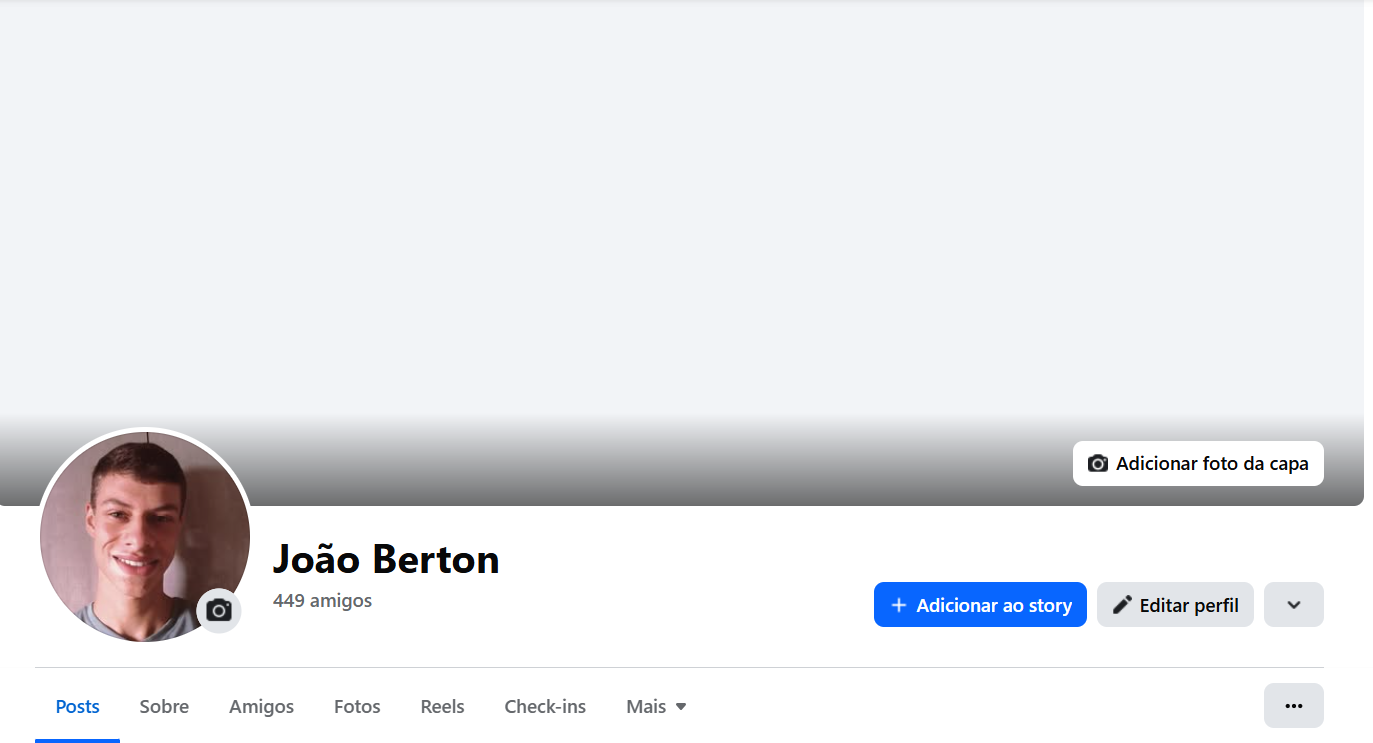 Adicionar foto da capa
João Berton
449 amigos
+ Adicionar ao story
Editar perfil
Posts Sobre Amigos Fotos Reels Check-ins Mais